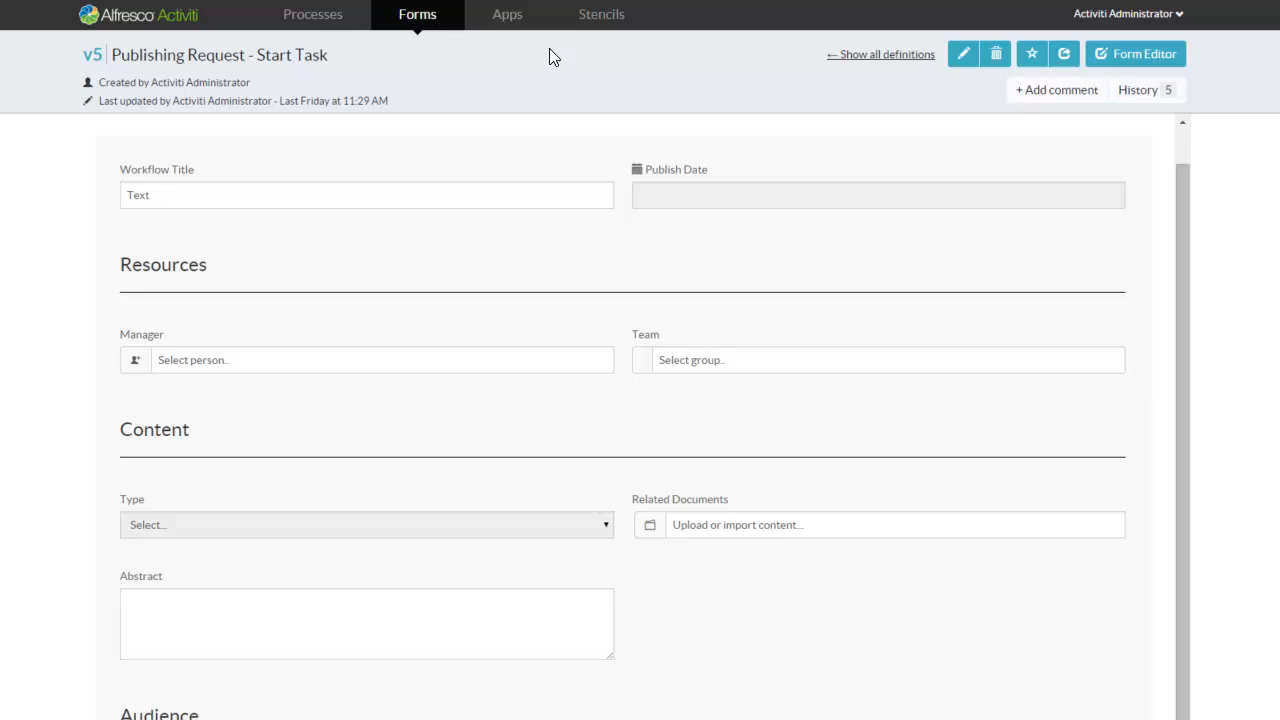 Alfresco Activiti Processes Forms Apps Stencils Activiti Administrator
v5 Publishing Request - Start Task ← Show all definitions Form Editor
Created by Activiti Administrator
Last updated by Activiti Administrator - Last Friday at 11:29 AM
+ Add comment History 5
Workflow Title Publish Date
Text
Resources
Manager Team
Select person.. Select group..
Content
Type Related Documents
Select... Upload or import content...
Abstract
Audience